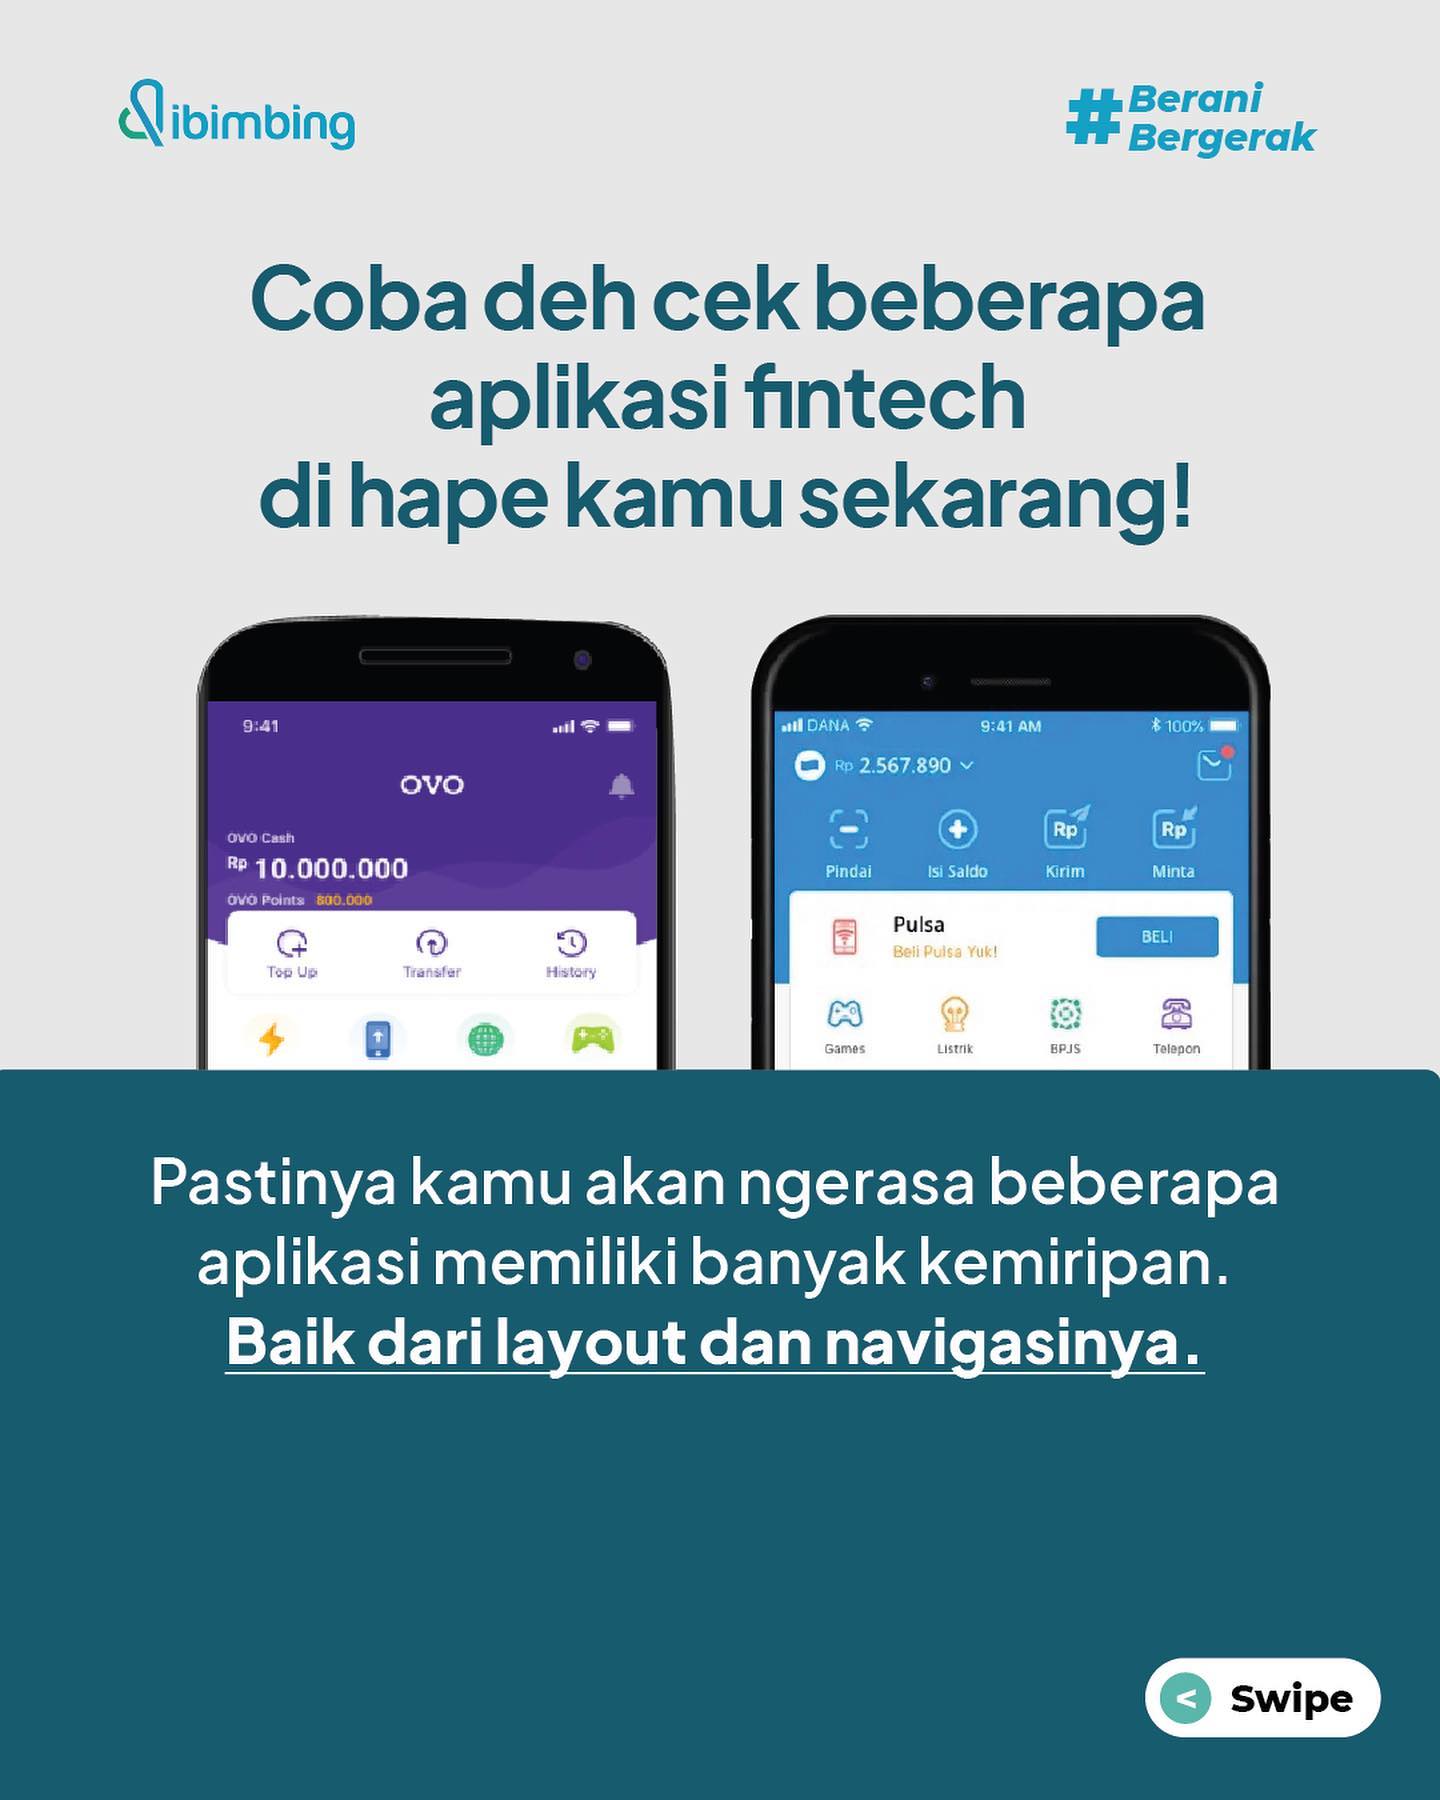 dibimbing
#Berani
Bergerak
Coba deh cek beberapa
aplikasi fintech
di hape kamu sekarang!
9:41
OVO
OVO Cash
Rp 10.000.000
OVO Points 800.000
Top Up Transfer History
DANA 9:41 AM 100%
Rp 2.567.890
Pindai Isi Saldo Rp Kirim Rp Minta
Pulsa
Beli Pulsa Yuk!
BELI
Games Listrik BPJS Telepon
Pastinya kamu akan ngerasa beberapa
aplikasi memiliki banyak kemiripan.
Baik dari layout dan navigasinya.
< Swipe